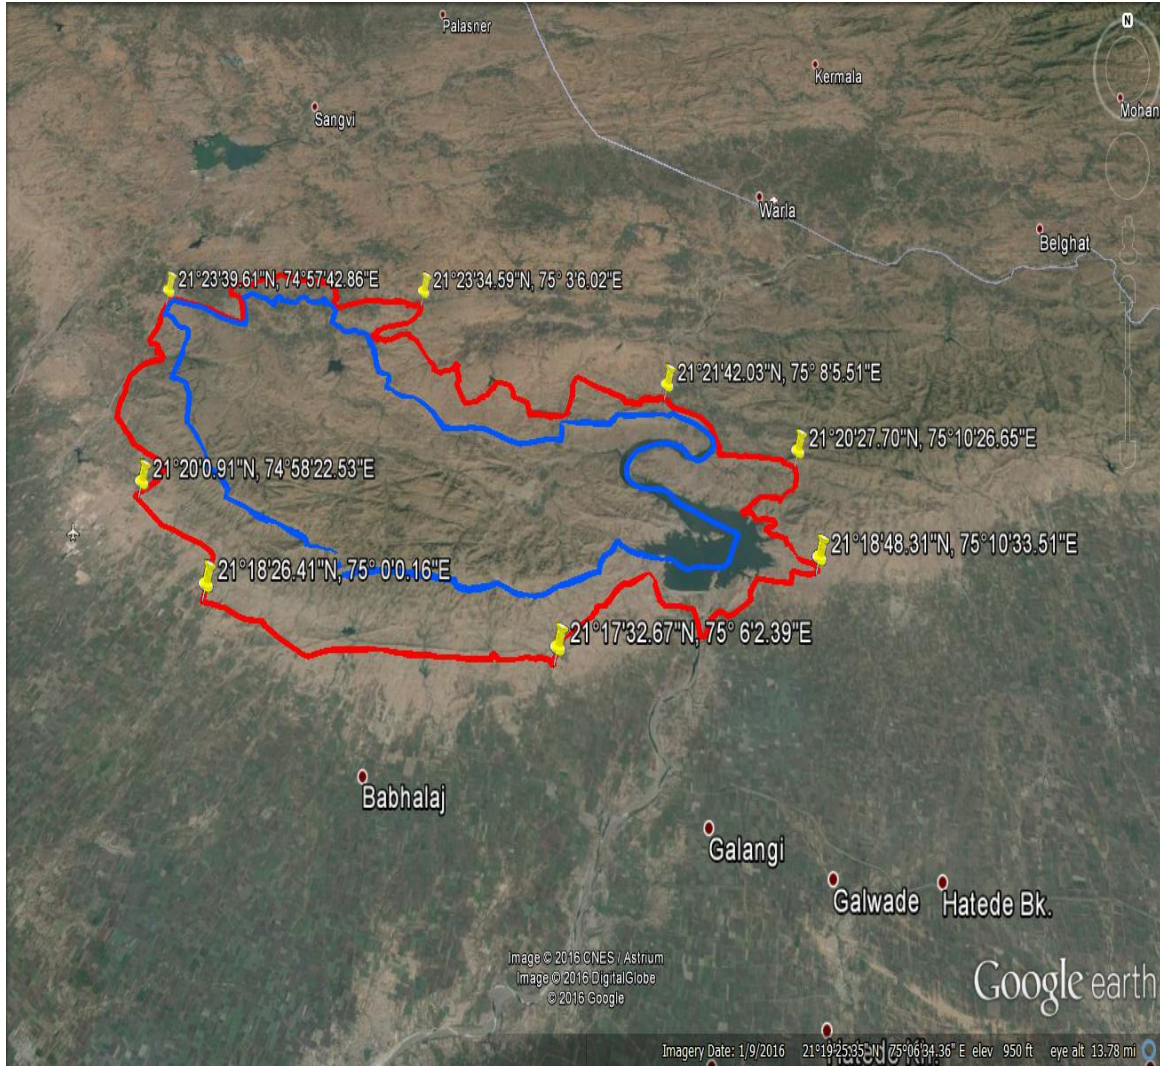 N
Palasner
Kermala
Mohan
Sangvi
Warla
Belghat
21°23'39.61"N, 74°57'42.86"E
21°23'34.59"N, 75° 3'6.02"E
21°21'42.03"N, 75° 8'5.51"E
21°20'27.70"N, 75°10'26.65"E
21°20'0.91"N, 74°58'22.53"E
21°18'48.31"N, 75°10'33.51"E
21°18'26.41"N, 75° 0'0.16"E
21°17'32.67"N, 75° 6'2.39"E
Babhalaj
Galangi
Galwade
Hatede Bk.
Image © 2016 CNES / Astrium
Image © 2016 DigitalGlobe
© 2016 Google
Google earth
Hatede Kh.
Imagery Date: 1/9/2016 21°19'25.35" N 75°06'34.36" E elev 950 ft eye alt 13.78 mi